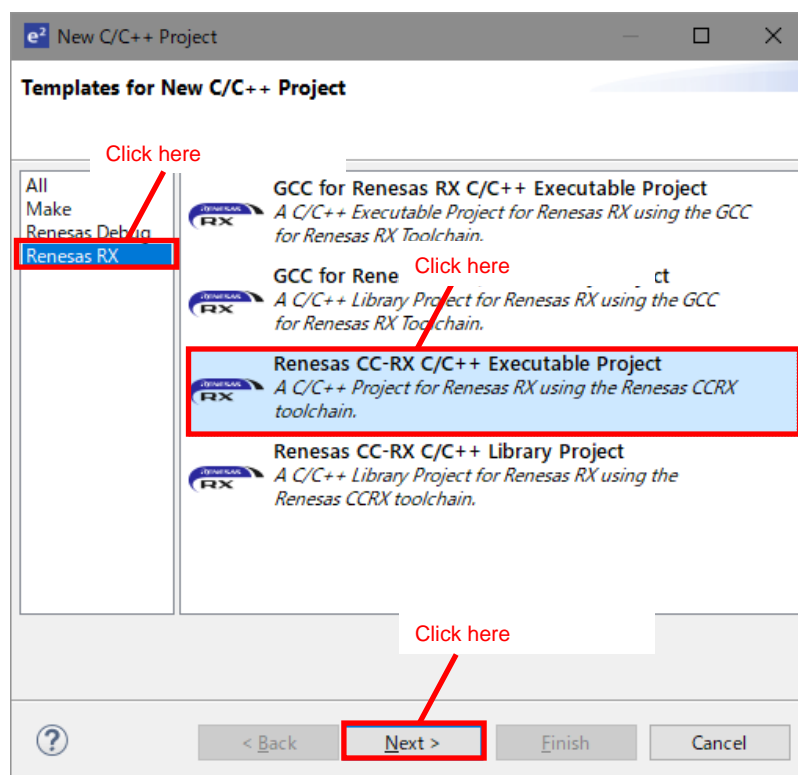 e² New C/C++ Project
Templates for New C/C++ Project
Click here
All
Make
Renesas Debug
Renesas RX
GCC for Renesas RX C/C++ Executable Project
A C/C++ Executable Project for Renesas RX using the GCC
for Renesas RX Toolchain.
GCC for Rene
Click here
ct
A C/C++ Library Project for Renesas RX using the GCC
for Renesas RX Toolchain.
Renesas CC-RX C/C++ Executable Project
A C/C++ Project for Renesas RX using the Renesas CCRX
toolchain.
Renesas CC-RX C/C++ Library Project
A C/C++ Library Project for Renesas RX using the
Renesas CCRX toolchain.
RENESAS
RX
RENESAS
RX
RENESAS
RX
RENESAS
RX
Click here
?
< Back
Next >
Finish
Cancel